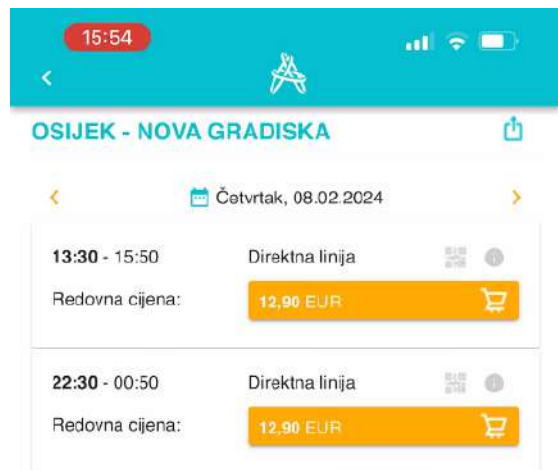 15:54
OSIJEK - NOVA GRADISKA
Četvrtak, 08.02.2024
13:30 - 15:50 Direktna linija
Redovna cijena: 12,90 EUR
22:30 - 00:50 Direktna linija
Redovna cijena: 12,90 EUR